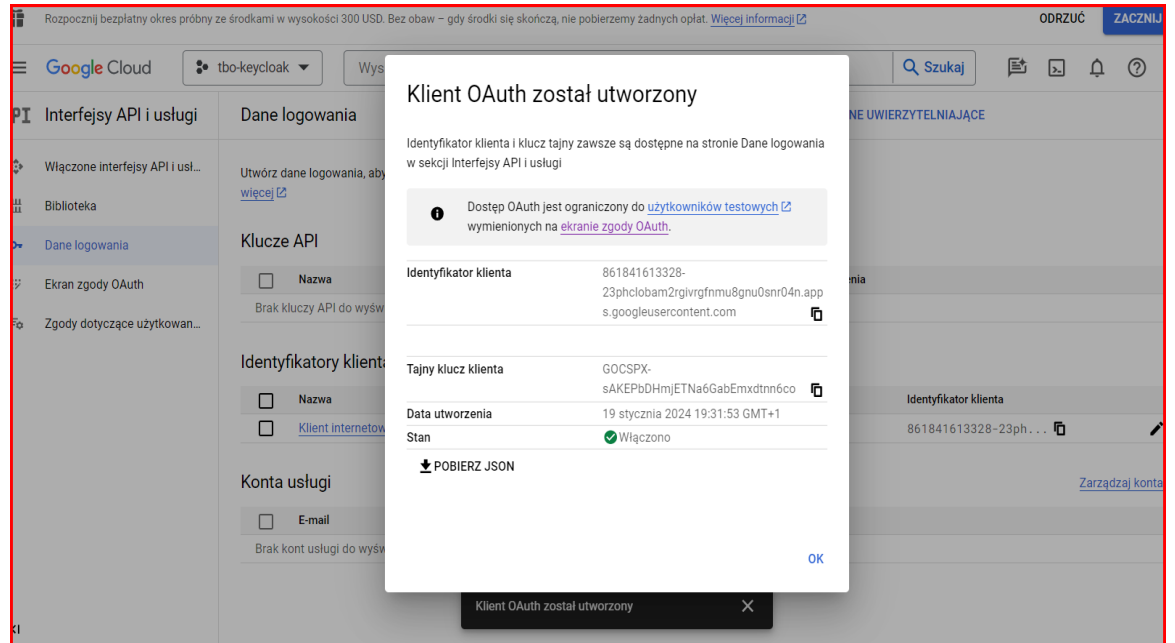 Rozpocznij bezpłatny okres próbny ze środkami w wysokości 300 USD. Bez obaw – gdy środki się skończą, nie pobierzemy żadnych opłat. Więcej informacji
ODRZUĆ
ZACZNIJ
Google Cloud
tbo-keycloak
Wys
Szukaj
PI Interfejsy API i usługi
Włączone interfejsy API i usł...
Biblioteka
Dane logowania
Ekran zgody OAuth
Zgody dotyczące użytkowan...
Dane logowania
NE UWIERZYTELNIAJĄCE
Utwórz dane logowania, aby
więcej
Klucze API
Nazwa
enia
Brak kluczy API do wyśw
Identyfikatory klienta
Nazwa
Identyfikator klienta
Klient internetow
861841613328-23ph...
Konta usługi
Zarządzaj konta
E-mail
Brak kont usługi do wyśw
Klient OAuth został utworzony
Identyfikator klienta i klucz tajny zawsze są dostępne na stronie Dane logowania
w sekcji Interfejsy API i usługi
Dostęp OAuth jest ograniczony do użytkowników testowych
wymienionych na ekranie zgody OAuth.
Identyfikator klienta
861841613328-
23phclobam2rgivrgfnmu8gnu0snr04n.app
s.googleusercontent.com
Tajny klucz klienta
GOCSPX-
sAKEPbDHmjETNa6GabEmxdtnn6co
Data utworzenia
19 stycznia 2024 19:31:53 GMT+1
Stan
Włączono
POBIERZ JSON
OK
Klient OAuth został utworzony